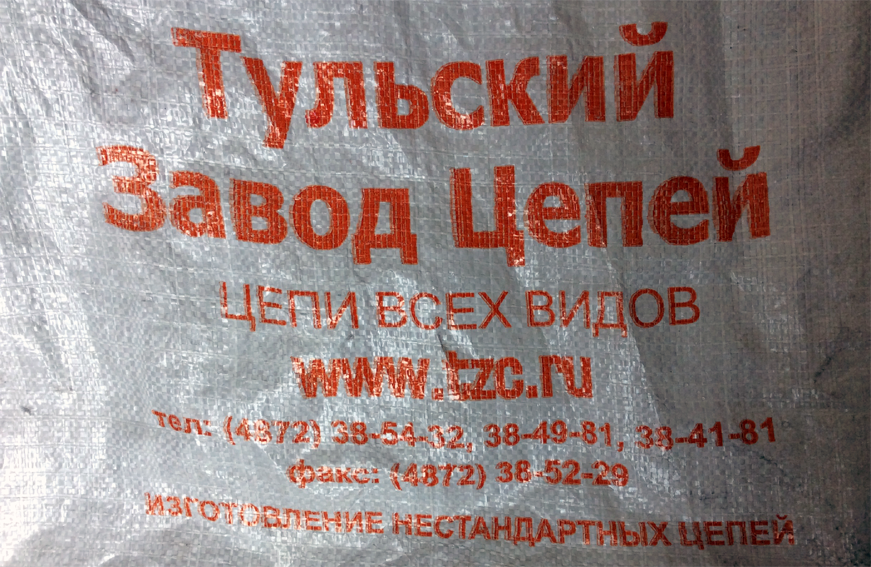 Тульский
Завод Цепей
ЦЕПИ ВСЕХ ВИДОВ
www.tzc.ru
тел: (4872) 38-54-32, 38-49-81, 38-41-81
факс: (4872) 38-52-29
ИЗГОТОВЛЕНИЕ НЕСТАНДАРТНЫХ ЦЕПЕЙ